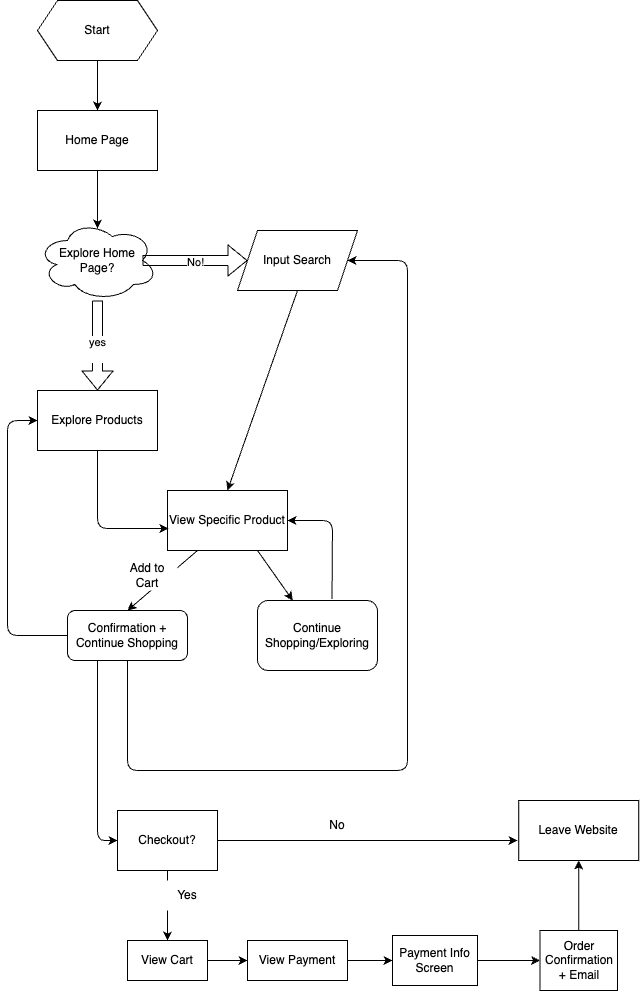 Start
Home Page
Explore Home
Page?
No!
Input Search
yes
Explore Products
View Specific Product
Add to
Cart
Confirmation +
Continue Shopping
Continue
Shopping/Exploring
Checkout?
No
Leave Website
Yes
View Cart
View Payment
Payment Info
Screen
Order
Confirmation
+ Email